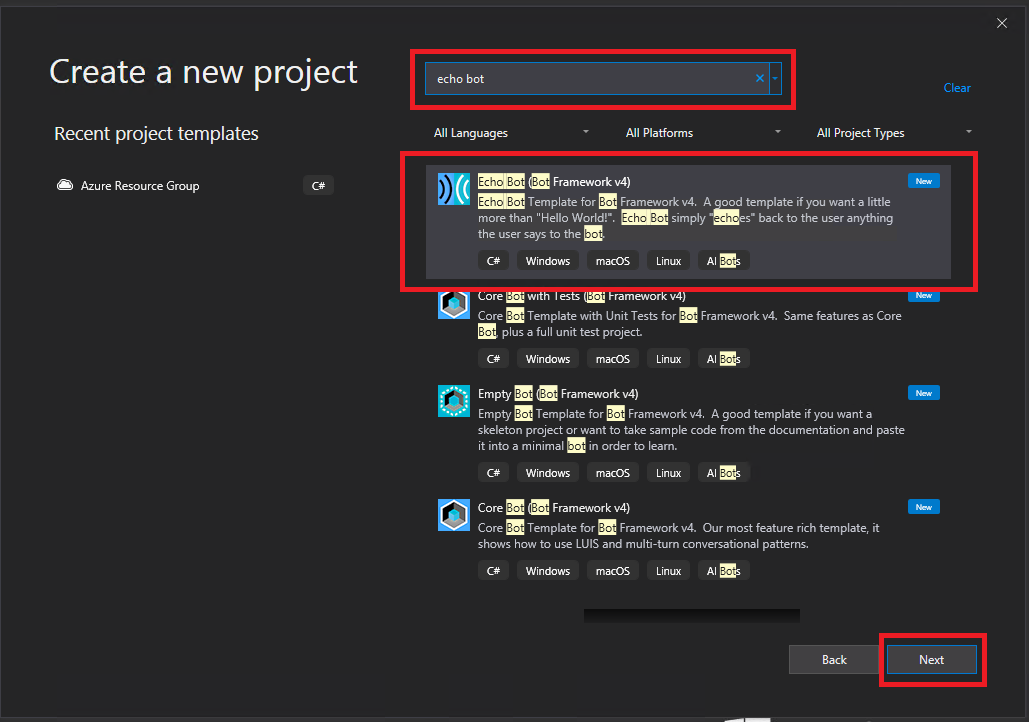 Create a new project
echo bot
Clear
Recent project templates
All Languages
All Platforms
All Project Types
Azure Resource Group
C#
Echo Bot (Bot Framework v4)
New
Echo Bot Template for Bot Framework v4. A good template if you want a little
more than "Hello World!". Echo Bot simply "echoes" back to the user anything
the user says to the bot.
C# Windows macOS Linux AI Bots
Core Bot with Tests (Bot Framework v4)
New
Core Bot Template with Unit Tests for Bot Framework v4. Same features as Core
Bot, plus a full unit test project.
C# Windows macOS Linux AI Bots
Empty Bot (Bot Framework v4)
New
Empty Bot Template for Bot Framework v4. A good template if you want a
skeleton project or want to take sample code from the documentation and paste
it into a minimal bot in order to learn.
C# Windows macOS Linux AI Bots
Core Bot (Bot Framework v4)
New
Core Bot Template for Bot Framework v4. Our most feature rich template, it
shows how to use LUIS and multi-turn conversational patterns.
C# Windows macOS Linux AI Bots
Back
Next